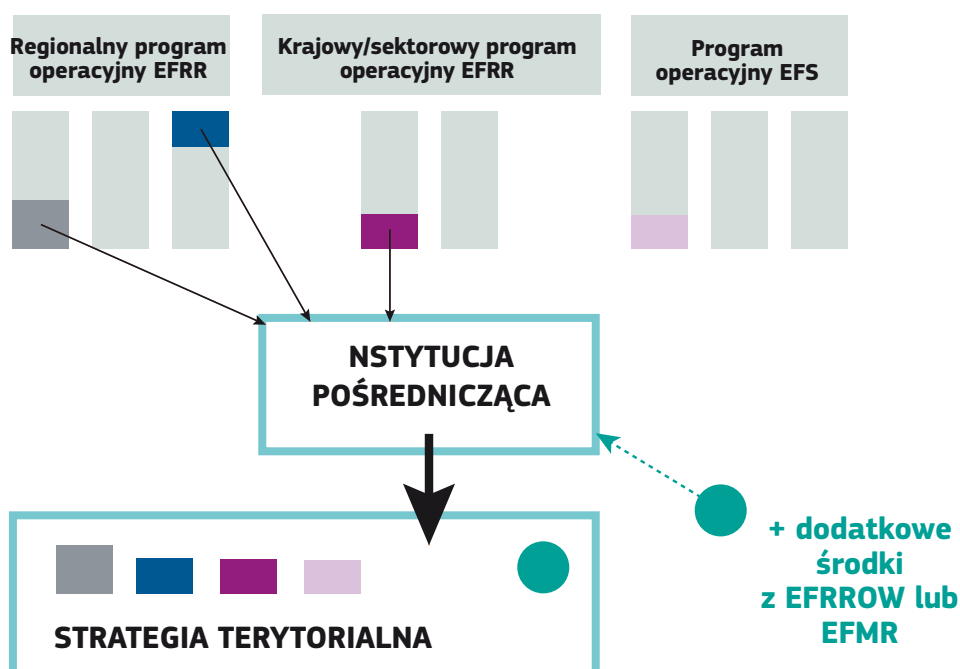 Regionalny program
operacyjny EFRR
Krajowy/sektorowy program
operacyjny EFRR
Program
operacyjny EFS
NSTYTUCJA
POŚREDNICZĄCA
+ dodatkowe
środki
z EFRROW lub
EFMR
STRATEGIA TERYTORIALNA